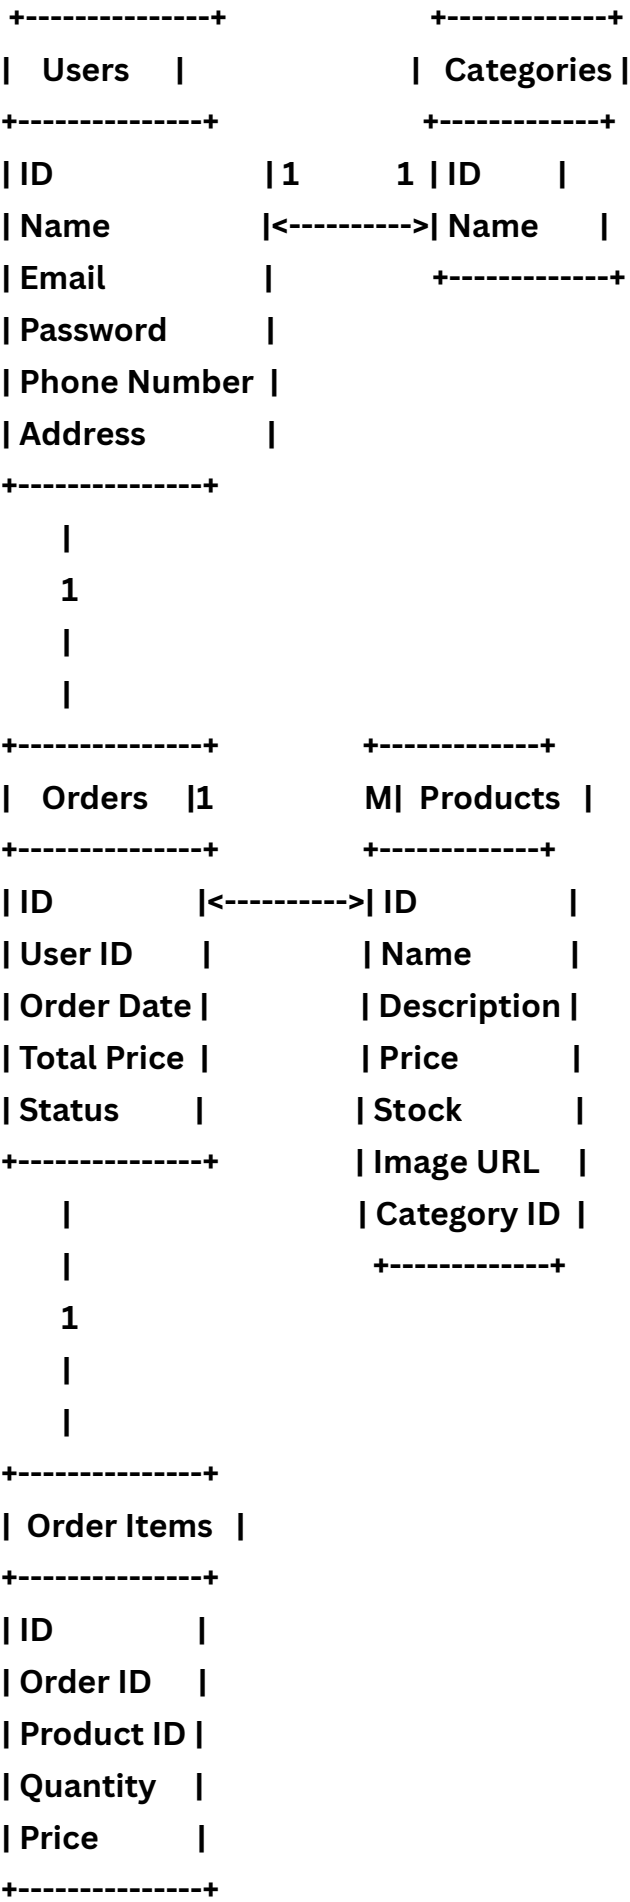 +---------------+ +-------------+
| Users | | Categories |
+---------------+ +-------------+
| ID |1 1 | ID |
| Name |<---------->| Name |
| Email | +-------------+
| Password |
| Phone Number |
| Address |
+---------------+
|
1
|
|
+---------------+ +-------------+
| Orders |1 M| Products |
+---------------+ +-------------+
| ID |<---------->| ID |
| User ID | | Name |
| Order Date | | Description |
| Total Price | | Price |
| Status | | Stock |
+---------------+ | Image URL |
| | Category ID |
| +-------------+
1
|
|
+---------------+
| Order Items |
+---------------+
| ID |
| Order ID |
| Product ID |
| Quantity |
| Price |
+---------------+